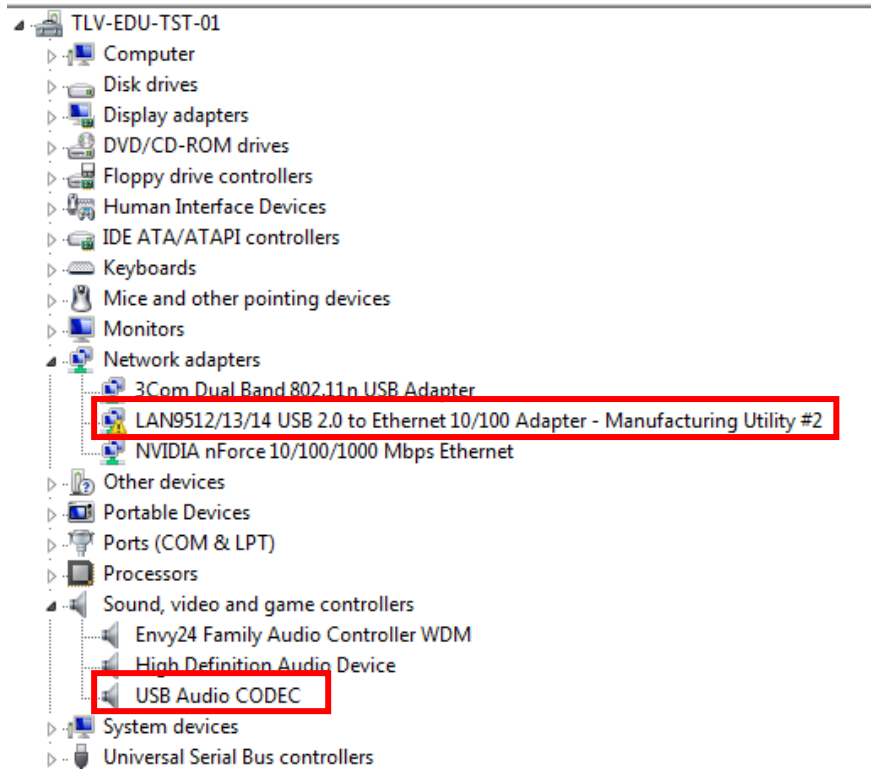 TLV-EDU-TST-01
Computer
Disk drives
Display adapters
DVD/CD-ROM drives
Floppy drive controllers
Human Interface Devices
IDE ATA/ATAPI controllers
Keyboards
Mice and other pointing devices
Monitors
Network adapters
3Com Dual Band 802.11n USB Adapter
LAN9512/13/14 USB 2.0 to Ethernet 10/100 Adapter - Manufacturing Utility #2
NVIDIA nForce 10/100/1000 Mbps Ethernet
Other devices
Portable Devices
Ports (COM & LPT)
Processors
Sound, video and game controllers
Envy24 Family Audio Controller WDM
High Definition Audio Device
USB Audio CODEC
System devices
Universal Serial Bus controllers